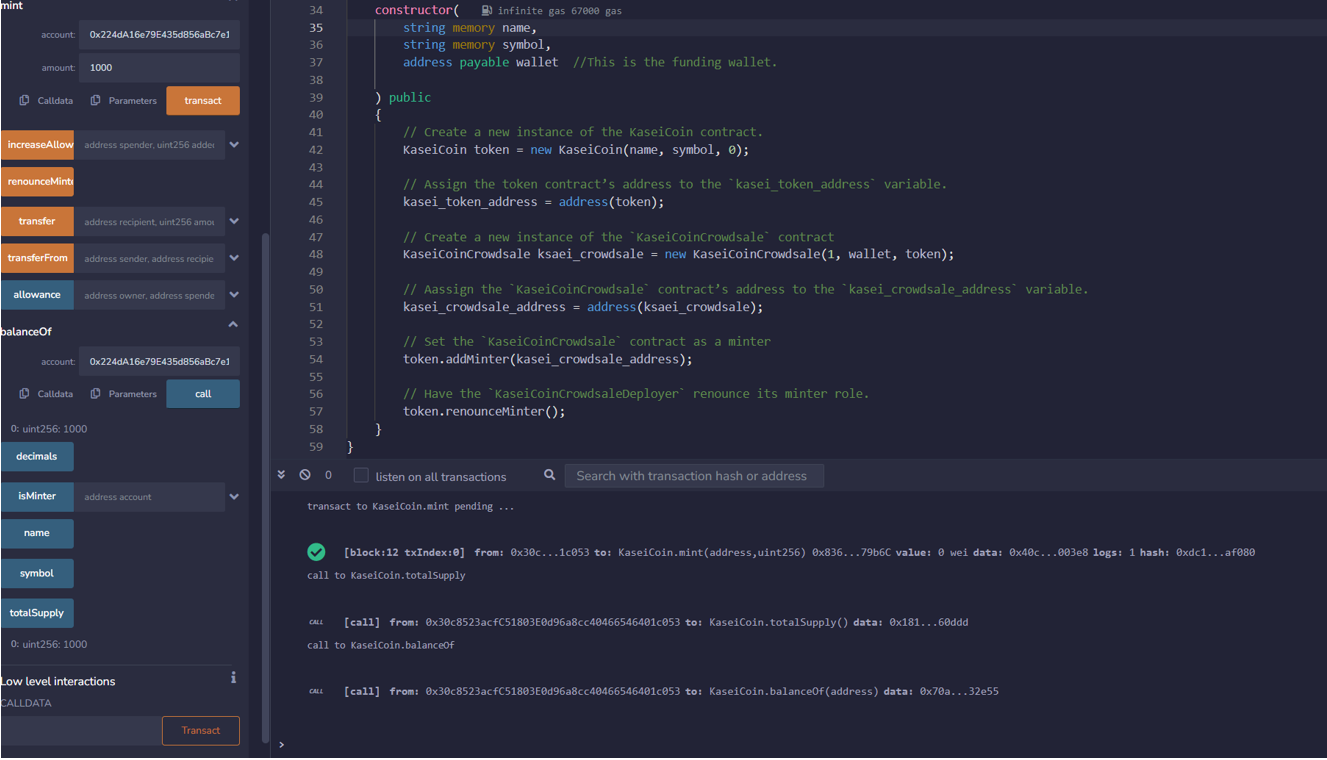 mint
account: 0x224dA16e79E435d856aBc7e1
amount: 1000
Calldata Parameters transact
increaseAllow address spender, uint256 added
renounceMinte
transfer address recipient, uint256 amou
transferFrom address sender, address recipie
allowance address owner, address spende
balanceOf
account: 0x224dA16e79E435d856aBc7e1
Calldata Parameters call
0: uint256: 1000
decimals
isMinter address account
name
symbol
totalSupply
0: uint256: 1000
Low level interactions i
CALLDATA
Transact
34 constructor( infinite gas 67000 gas
35 string memory name,
36 string memory symbol,
37 address payable wallet //This is the funding wallet.
38
39 ) public
40 {
41 // Create a new instance of the KaseiCoin contract.
42 KaseiCoin token = new KaseiCoin(name, symbol, 0);
43
44 // Assign the token contract’s address to the `kasei_token_address` variable.
45 kasei_token_address = address(token);
46
47 // Create a new instance of the `KaseiCoinCrowdsale` contract
48 KaseiCoinCrowdsale ksaei_crowdsale = new KaseiCoinCrowdsale(1, wallet, token);
49
50 // Aassign the `KaseiCoinCrowdsale` contract’s address to the `kasei_crowdsale_address` variable.
51 kasei_crowdsale_address = address(ksaei_crowdsale);
52
53 // Set the `KaseiCoinCrowdsale` contract as a minter
54 token.addMinter(kasei_crowdsale_address);
55
56 // Have the `KaseiCoinCrowdsaleDeployer` renounce its minter role.
57 token.renounceMinter();
58 }
59 }
0 listen on all transactions Search with transaction hash or address
transact to KaseiCoin.mint pending ...
[block:12 txIndex:0] from: 0x30c...1c053 to: KaseiCoin.mint(address,uint256) 0x836...79b6C value: 0 wei data: 0x40c...003e8 logs: 1 hash: 0xdc1...af080
call to KaseiCoin.totalSupply
CALL [call] from: 0x30c8523acfC51803E0d96a8cc40466546401c053 to: KaseiCoin.totalSupply() data: 0x181...60ddd
call to KaseiCoin.balanceOf
CALL [call] from: 0x30c8523acfC51803E0d96a8cc40466546401c053 to: KaseiCoin.balanceOf(address) data: 0x70a...32e55
>